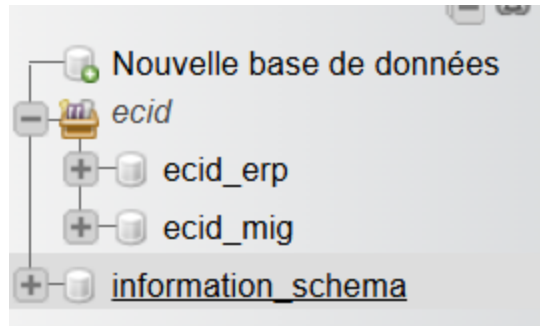 Nouvelle base de données
ecid
ecid_erp
ecid_mig
information_schema